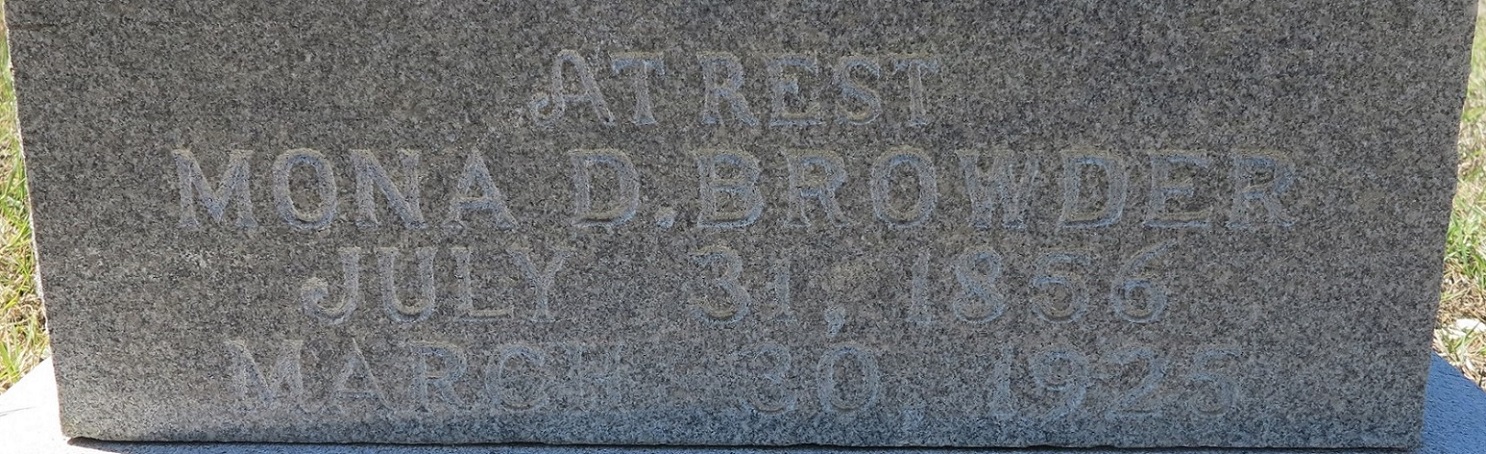 AT REST
MONA D. BROWDER
JULY 31, 1856
MARCH 30, 1925